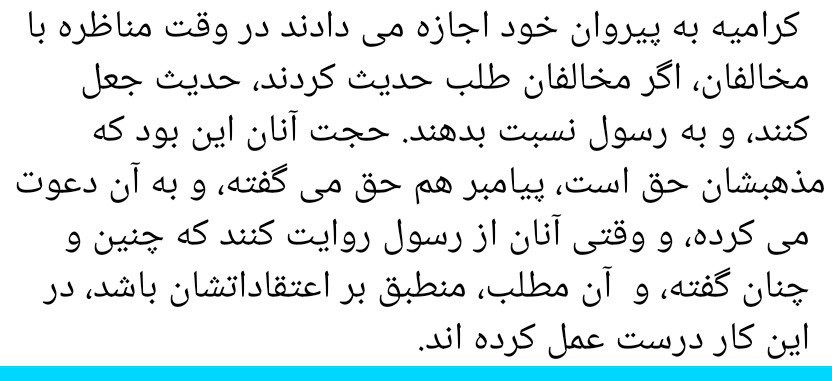 کرامیه به پیروان خود اجازه می دادند در وقت مناظره با
مخالفان، اگر مخالفان طلب حدیث کردند، حدیث جعل
کنند، و به رسول نسبت بدهند. حجت آنان این بود که
مذهبشان حق است، پیامبر هم حق می گفته، و به آن دعوت
می کرده، و وقتی آنان از رسول روایت کنند که چنین و
چنان گفته، و آن مطلب، منطبق بر اعتقاداتشان باشد، در
این کار درست عمل کرده اند.